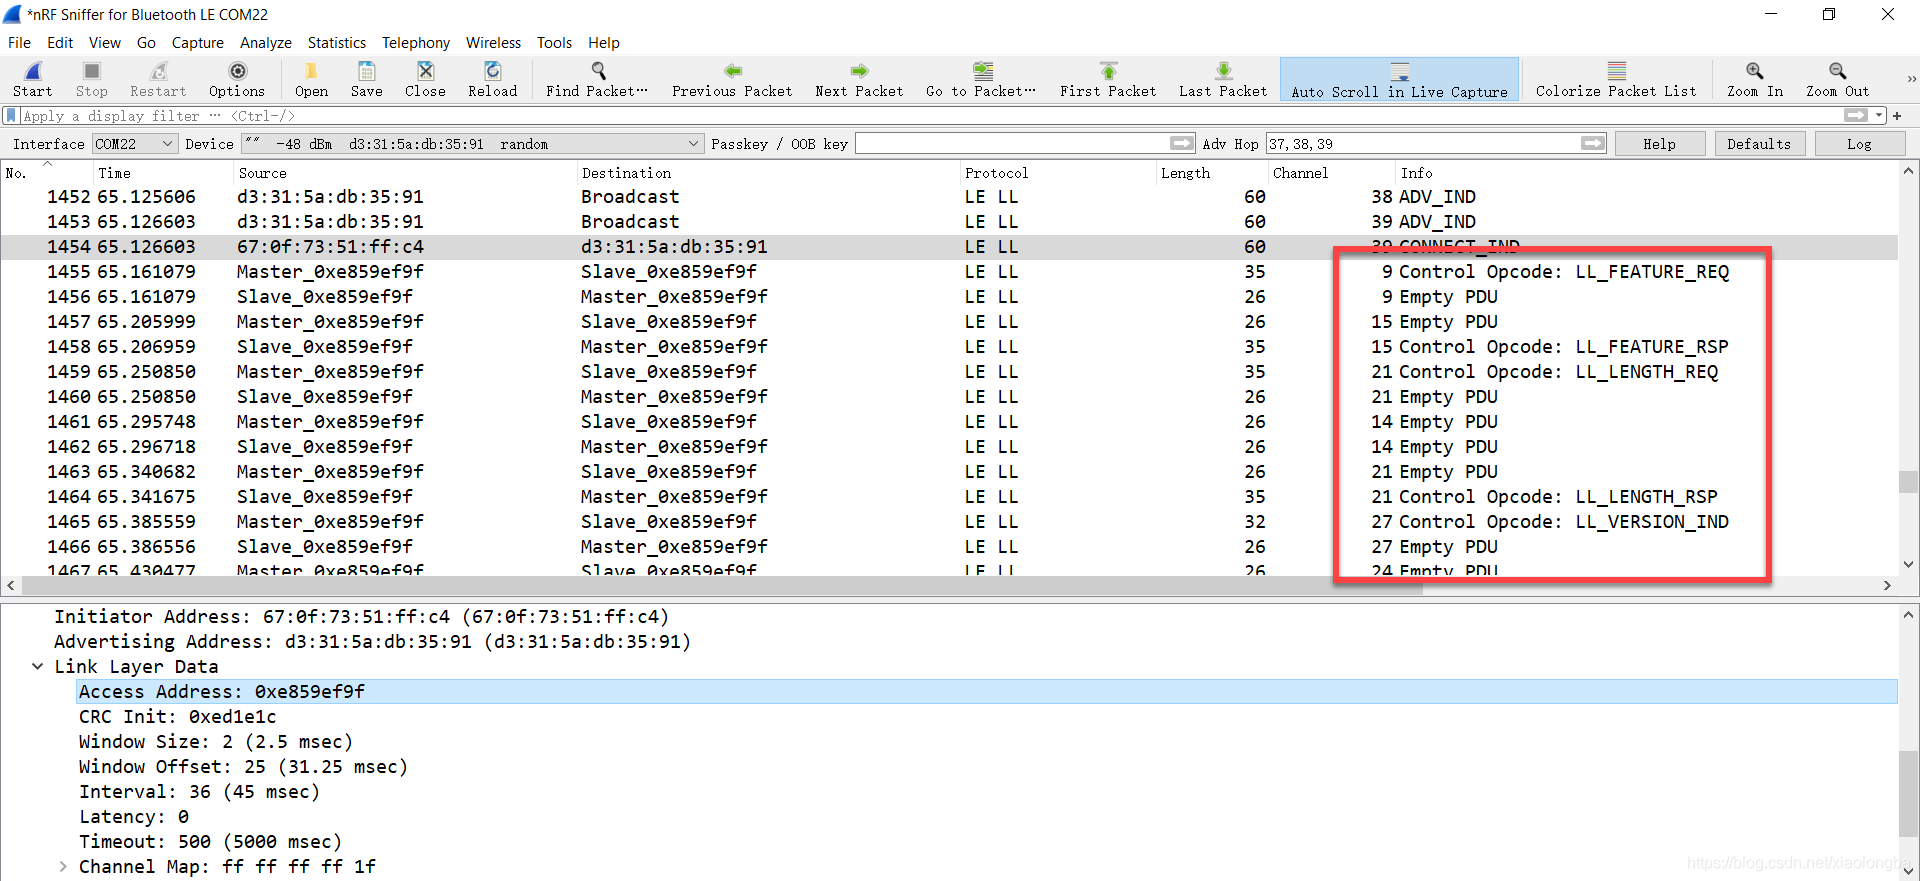 *nRF Sniffer for Bluetooth LE COM22
File Edit View Go Capture Analyze Statistics Telephony Wireless Tools Help
Start Stop Restart Options Open Save Close Reload Find Packet… Previous Packet Next Packet Go to Packet… First Packet Last Packet Auto Scroll in Live Capture Colorize Packet List Zoom In Zoom Out »
Apply a display filter … <Ctrl-/> +
Interface COM22 Device "" -48 dBm d3:31:5a:db:35:91 random Passkey / OOB key Adv Hop 37,38,39 Help Defaults Log
No. Time Source Destination Protocol Length Channel Info
1452 65.125606 d3:31:5a:db:35:91 Broadcast LE LL 60 38 ADV_IND
1453 65.126603 d3:31:5a:db:35:91 Broadcast LE LL 60 39 ADV_IND
1454 65.126603 67:0f:73:51:ff:c4 d3:31:5a:db:35:91 LE LL 60 39 CONNECT_IND
1455 65.161079 Master_0xe859ef9f Slave_0xe859ef9f LE LL 35 9 Control Opcode: LL_FEATURE_REQ
1456 65.161079 Slave_0xe859ef9f Master_0xe859ef9f LE LL 26 9 Empty PDU
1457 65.205999 Master_0xe859ef9f Slave_0xe859ef9f LE LL 26 15 Empty PDU
1458 65.206959 Slave_0xe859ef9f Master_0xe859ef9f LE LL 35 15 Control Opcode: LL_FEATURE_RSP
1459 65.250850 Master_0xe859ef9f Slave_0xe859ef9f LE LL 35 21 Control Opcode: LL_LENGTH_REQ
1460 65.250850 Slave_0xe859ef9f Master_0xe859ef9f LE LL 26 21 Empty PDU
1461 65.295748 Master_0xe859ef9f Slave_0xe859ef9f LE LL 26 14 Empty PDU
1462 65.296718 Slave_0xe859ef9f Master_0xe859ef9f LE LL 26 14 Empty PDU
1463 65.340682 Master_0xe859ef9f Slave_0xe859ef9f LE LL 26 21 Empty PDU
1464 65.341675 Slave_0xe859ef9f Master_0xe859ef9f LE LL 35 21 Control Opcode: LL_LENGTH_RSP
1465 65.385559 Master_0xe859ef9f Slave_0xe859ef9f LE LL 32 27 Control Opcode: LL_VERSION_IND
1466 65.386556 Slave_0xe859ef9f Master_0xe859ef9f LE LL 26 27 Empty PDU
1467 65.430477 Master_0xe859ef9f Slave_0xe859ef9f LE LL 26 24 Empty PDU
Initiator Address: 67:0f:73:51:ff:c4 (67:0f:73:51:ff:c4)
Advertising Address: d3:31:5a:db:35:91 (d3:31:5a:db:35:91)
Link Layer Data
Access Address: 0xe859ef9f
CRC Init: 0xed1e1c
Window Size: 2 (2.5 msec)
Window Offset: 25 (31.25 msec)
Interval: 36 (45 msec)
Latency: 0
Timeout: 500 (5000 msec)
Channel Map: ff ff ff ff 1f